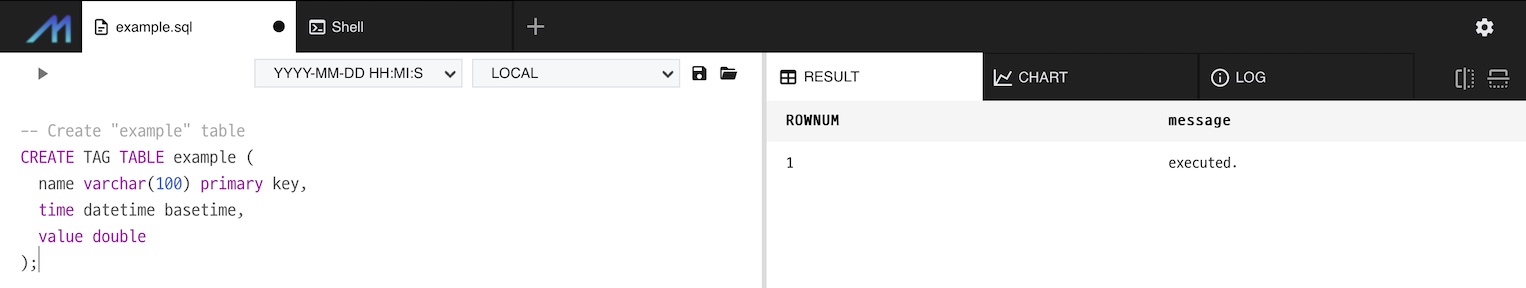 example.sql
Shell
YYYY-MM-DD HH:MI:S
LOCAL
-- Create "example" table
CREATE TAG TABLE example (
  name varchar(100) primary key,
  time datetime basetime,
  value double
);
RESULT
CHART
LOG
ROWNUM message
1 executed.